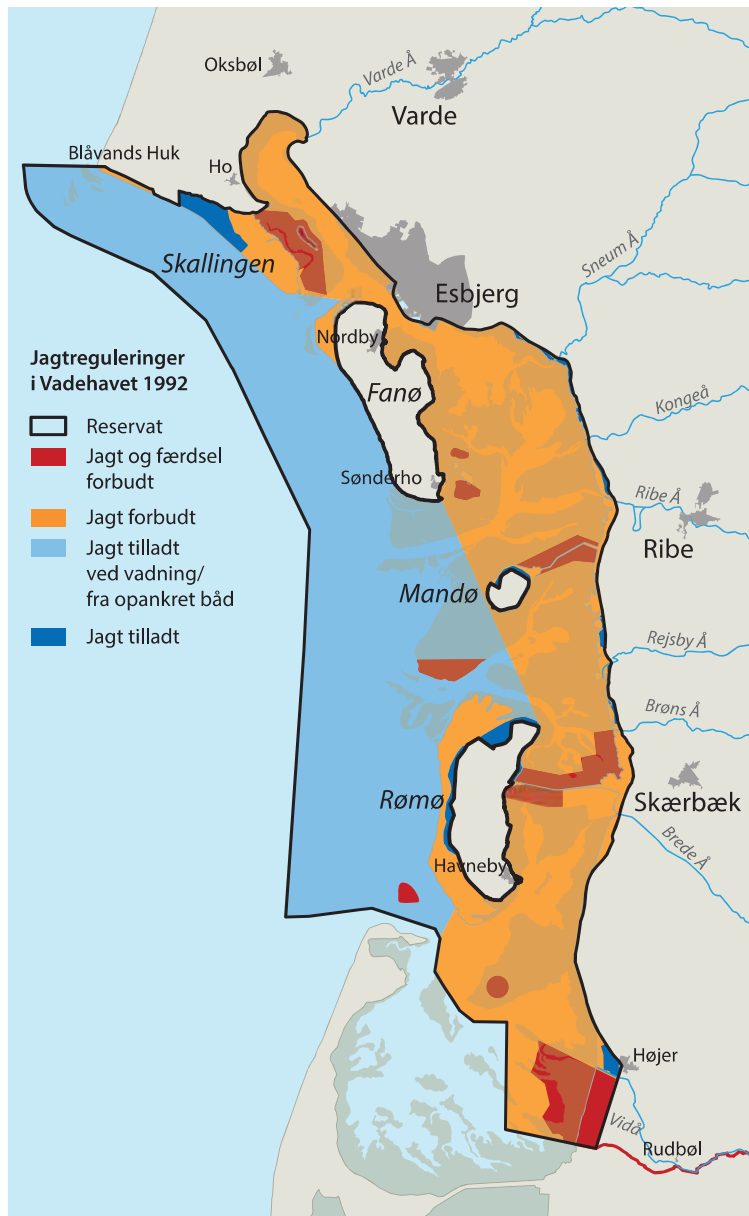 Oksbøl
Varde Å
Varde
Blåvands Huk
Ho
Sneum Å
Skallingen
Esbjerg
Nordby
Jagtreguleringer
i Vadehavet 1992
Reservat
Jagt og færdsel
forbudt
Jagt forbudt
Jagt tilladt
ved vadning/
fra opankret båd
Jagt tilladt
Fanø
Kongeå
Sønderho
Ribe Å
Ribe
Mandø
Rejsby Å
Brøns Å
Rømø
Skærbæk
Brede Å
Havneby
Højer
Vidå
Rudbøl